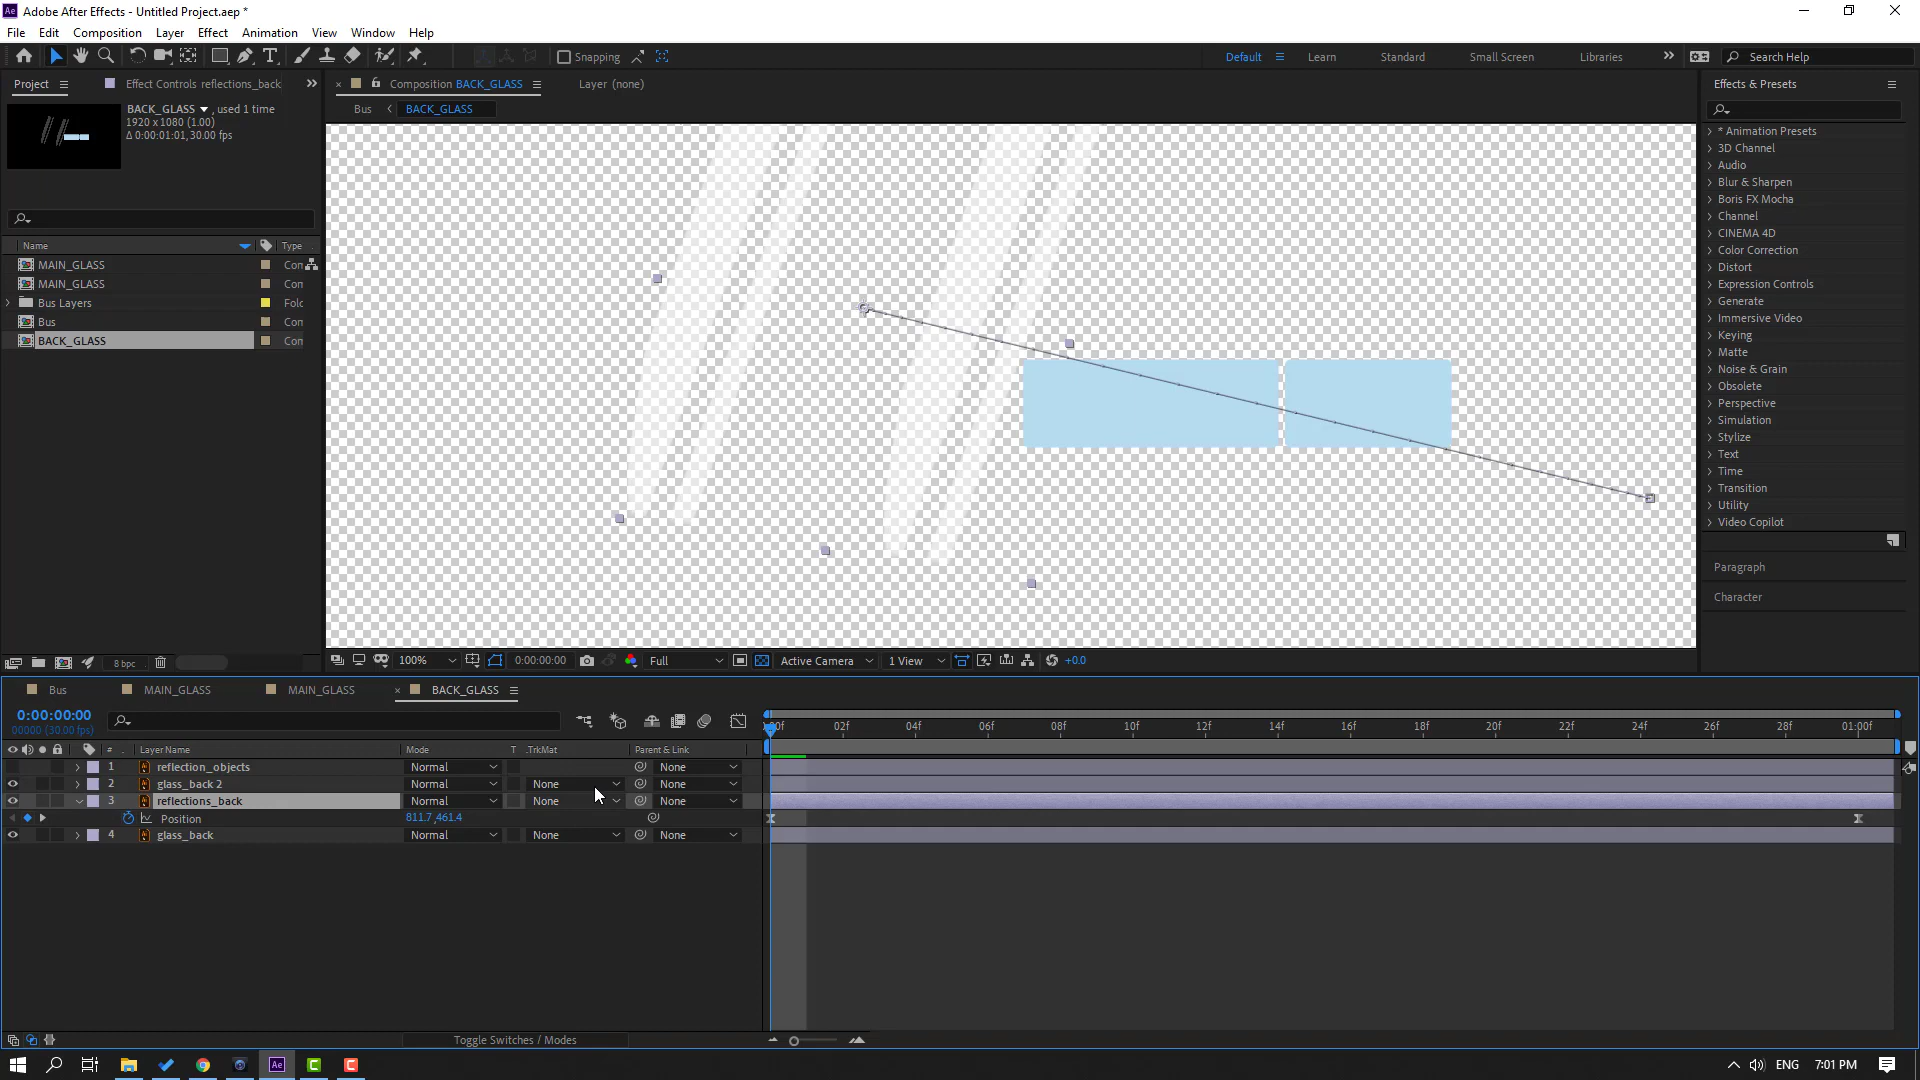 Ae Adobe After Effects - Untitled Project.aep *
File Edit Composition Layer Effect Animation View Window Help
Snapping Default Learn Standard Small Screen Libraries Search Help
Project Effect Controls reflections_back
Composition BACK_GLASS Layer (none)
Effects & Presets
BACK_GLASS , used 1 time
1920 x 1080 (1.00)
Δ 0:00:01:01, 30.00 fps
Bus BACK_GLASS
Name Type
MAIN_GLASS Con
MAIN_GLASS Con
Bus Layers Fold
Bus Con
BACK_GLASS Con
* Animation Presets
3D Channel
Audio
Blur & Sharpen
Boris FX Mocha
Channel
CINEMA 4D
Color Correction
Distort
Expression Controls
Generate
Immersive Video
Keying
Matte
Noise & Grain
Obsolete
Perspective
Simulation
Stylize
Text
Time
Transition
Utility
Video Copilot
Paragraph
Character
8 bpc
100% 0:00:00:00 Full Active Camera 1 View +0.0
Bus MAIN_GLASS MAIN_GLASS BACK_GLASS
0:00:00:00
00000 (30.00 fps)
:00f 02f 04f 06f 08f 10f 12f 14f 16f 18f 20f 22f 24f 26f 28f 01:00f
# . Layer Name Mode T .TrkMat Parent & Link
1 reflection_objects Normal None
2 glass_back 2 Normal None None
3 reflections_back Normal None None
Position 811.7,461.4
4 glass_back Normal None None
Toggle Switches / Modes
Ae C C ENG 7:01 PM